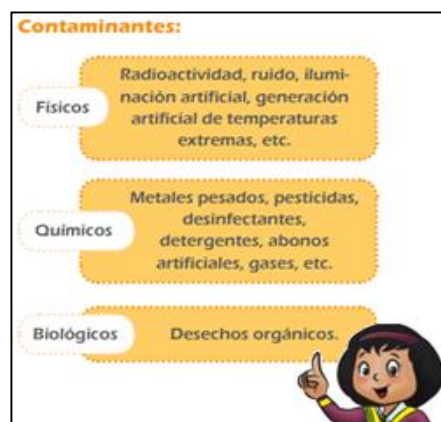 Contaminantes:
Físicos
Radioactividad, ruido, ilumi-
nación artificial, generación
artificial de temperaturas
extremas, etc.
Químicos
Metales pesados, pesticidas,
desinfectantes,
detergentes, abonos
artificiales, gases, etc.
Biológicos
Desechos orgánicos.